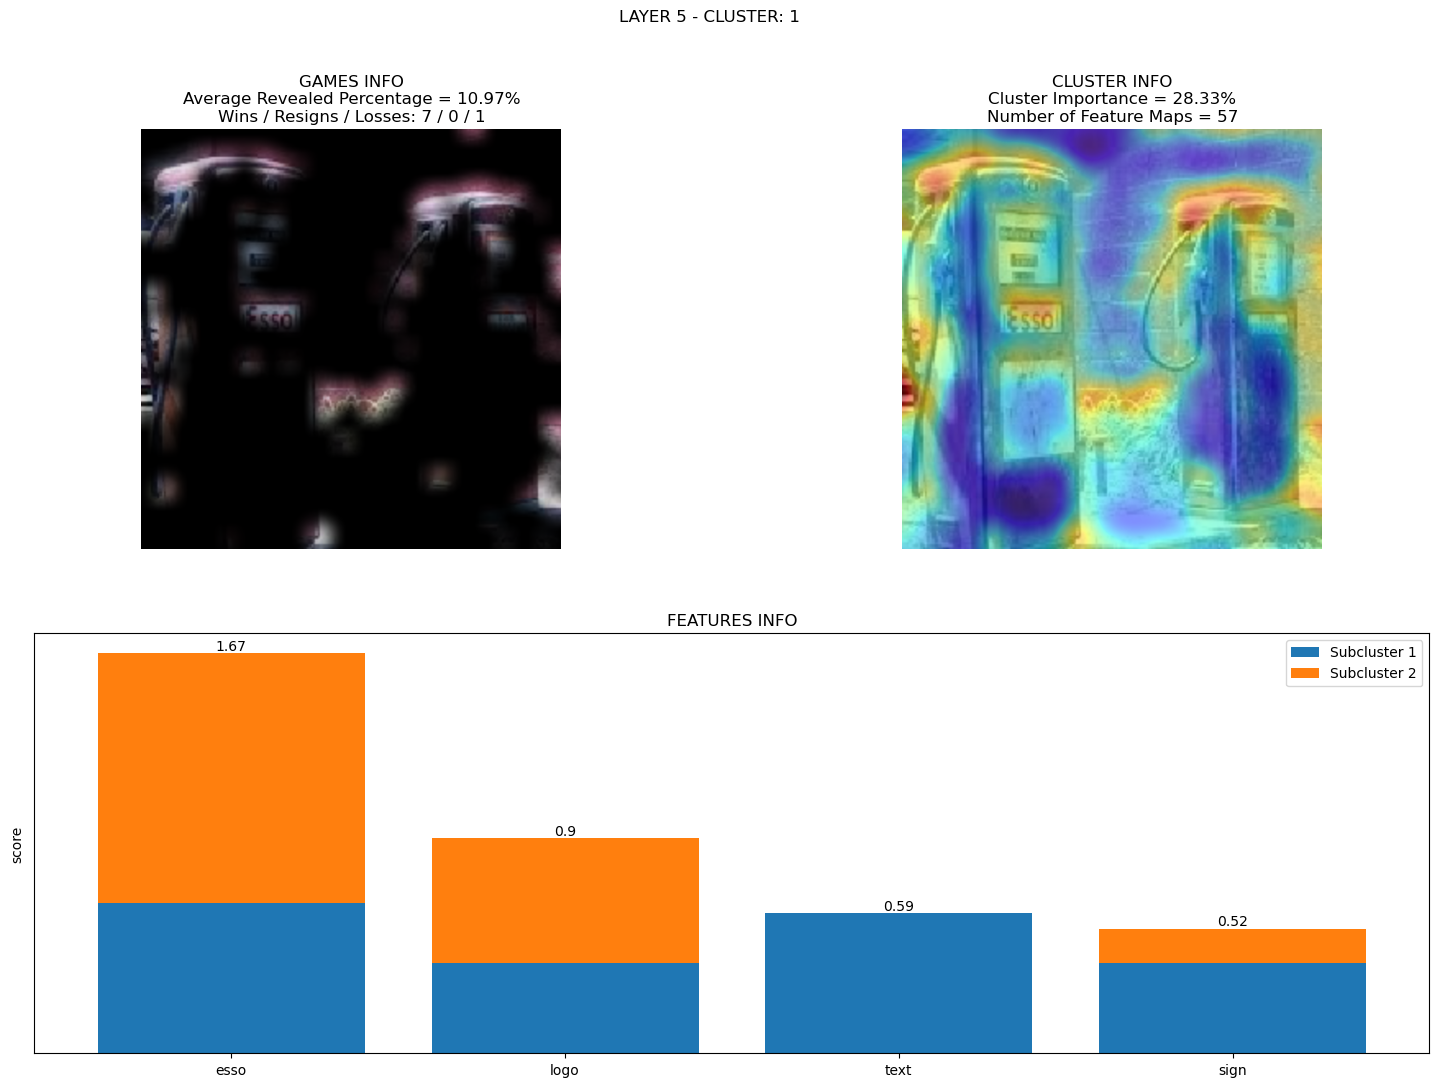 LAYER 5 - CLUSTER: 1
GAMES INFO
Average Revealed Percentage = 10.97%
Wins / Resigns / Losses: 7 / 0 / 1
CLUSTER INFO
Cluster Importance = 28.33%
Number of Feature Maps = 57
ESSO
ESSO
FEATURES INFO
score
1.67
0.9
0.59
0.52
Subcluster 1
Subcluster 2
esso
logo
text
sign